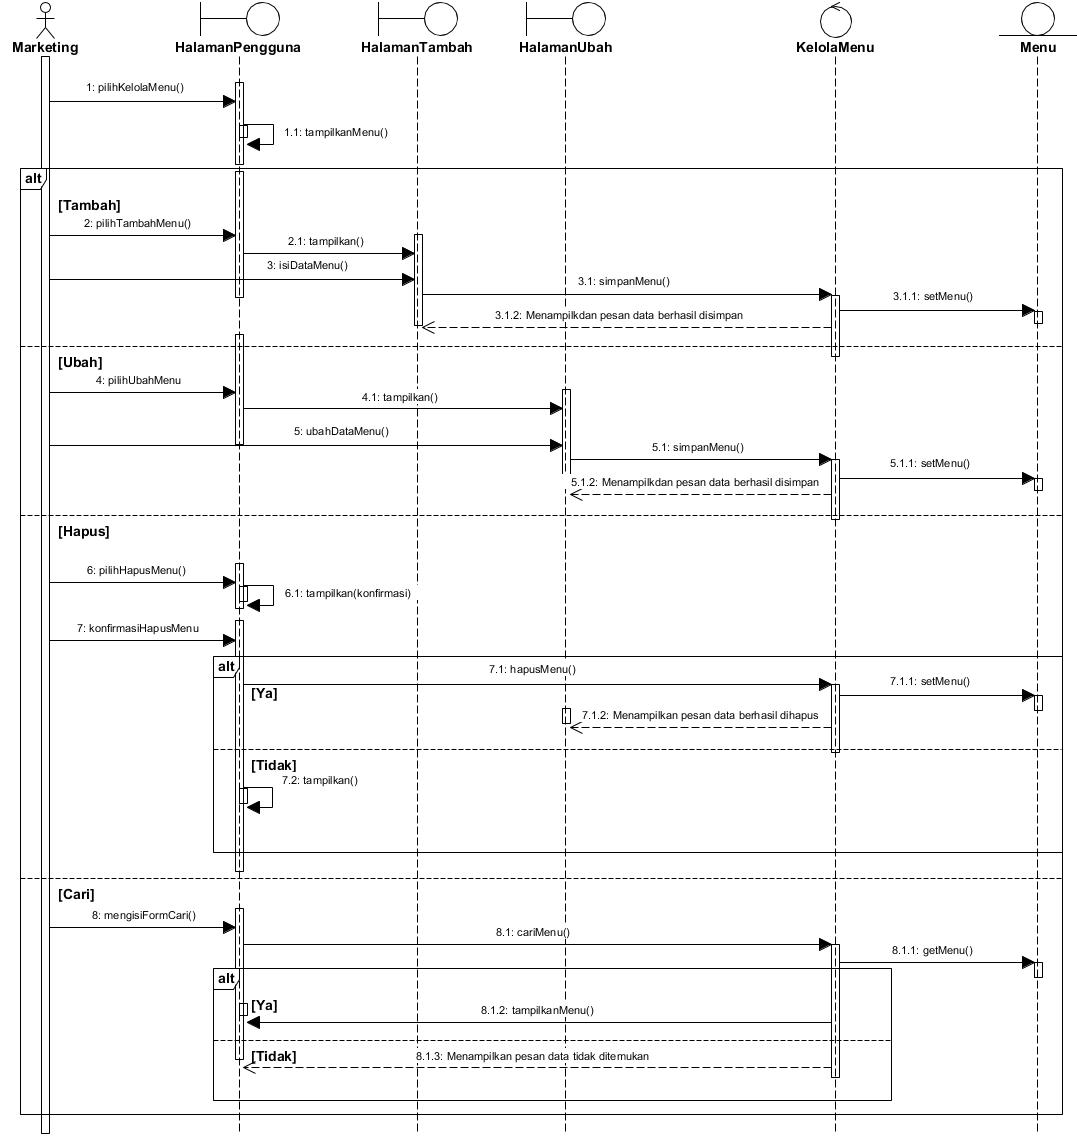 Marketing
HalamanPengguna
HalamanTambah
HalamanUbah
KelolaMenu
Menu
1: pilihKelolaMenu()
1.1: tampilkanMenu()
alt
[Tambah]
2: pilihTambahMenu()
2.1: tampilkan()
3: isiDataMenu()
3.1: simpanMenu()
3.1.1: setMenu()
3.1.2: Menampilkdan pesan data berhasil disimpan
[Ubah]
4: pilihUbahMenu
4.1: tampilkan()
5: ubahDataMenu()
5.1: simpanMenu()
5.1.1: setMenu()
5.1.2: Menampilkdan pesan data berhasil disimpan
[Hapus]
6: pilihHapusMenu()
6.1: tampilkan(konfirmasi)
7: konfirmasiHapusMenu
alt
7.1: hapusMenu()
7.1.1: setMenu()
[Ya]
7.1.2: Menampilkan pesan data berhasil dihapus
[Tidak]
7.2: tampilkan()
[Cari]
8: mengisiFormCari()
8.1: cariMenu()
8.1.1: getMenu()
alt
[Ya]
8.1.2: tampilkanMenu()
[Tidak]
8.1.3: Menampilkan pesan data tidak ditemukan